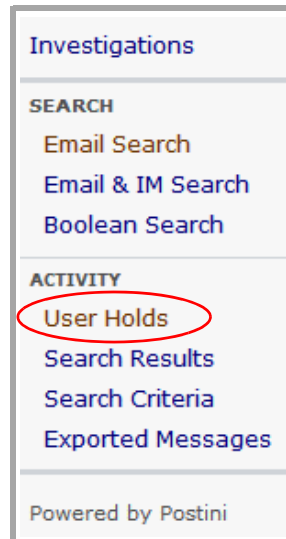 Investigations
SEARCH
Email Search
Email & IM Search
Boolean Search
ACTIVITY
User Holds
Search Results
Search Criteria
Exported Messages
Powered by Postini